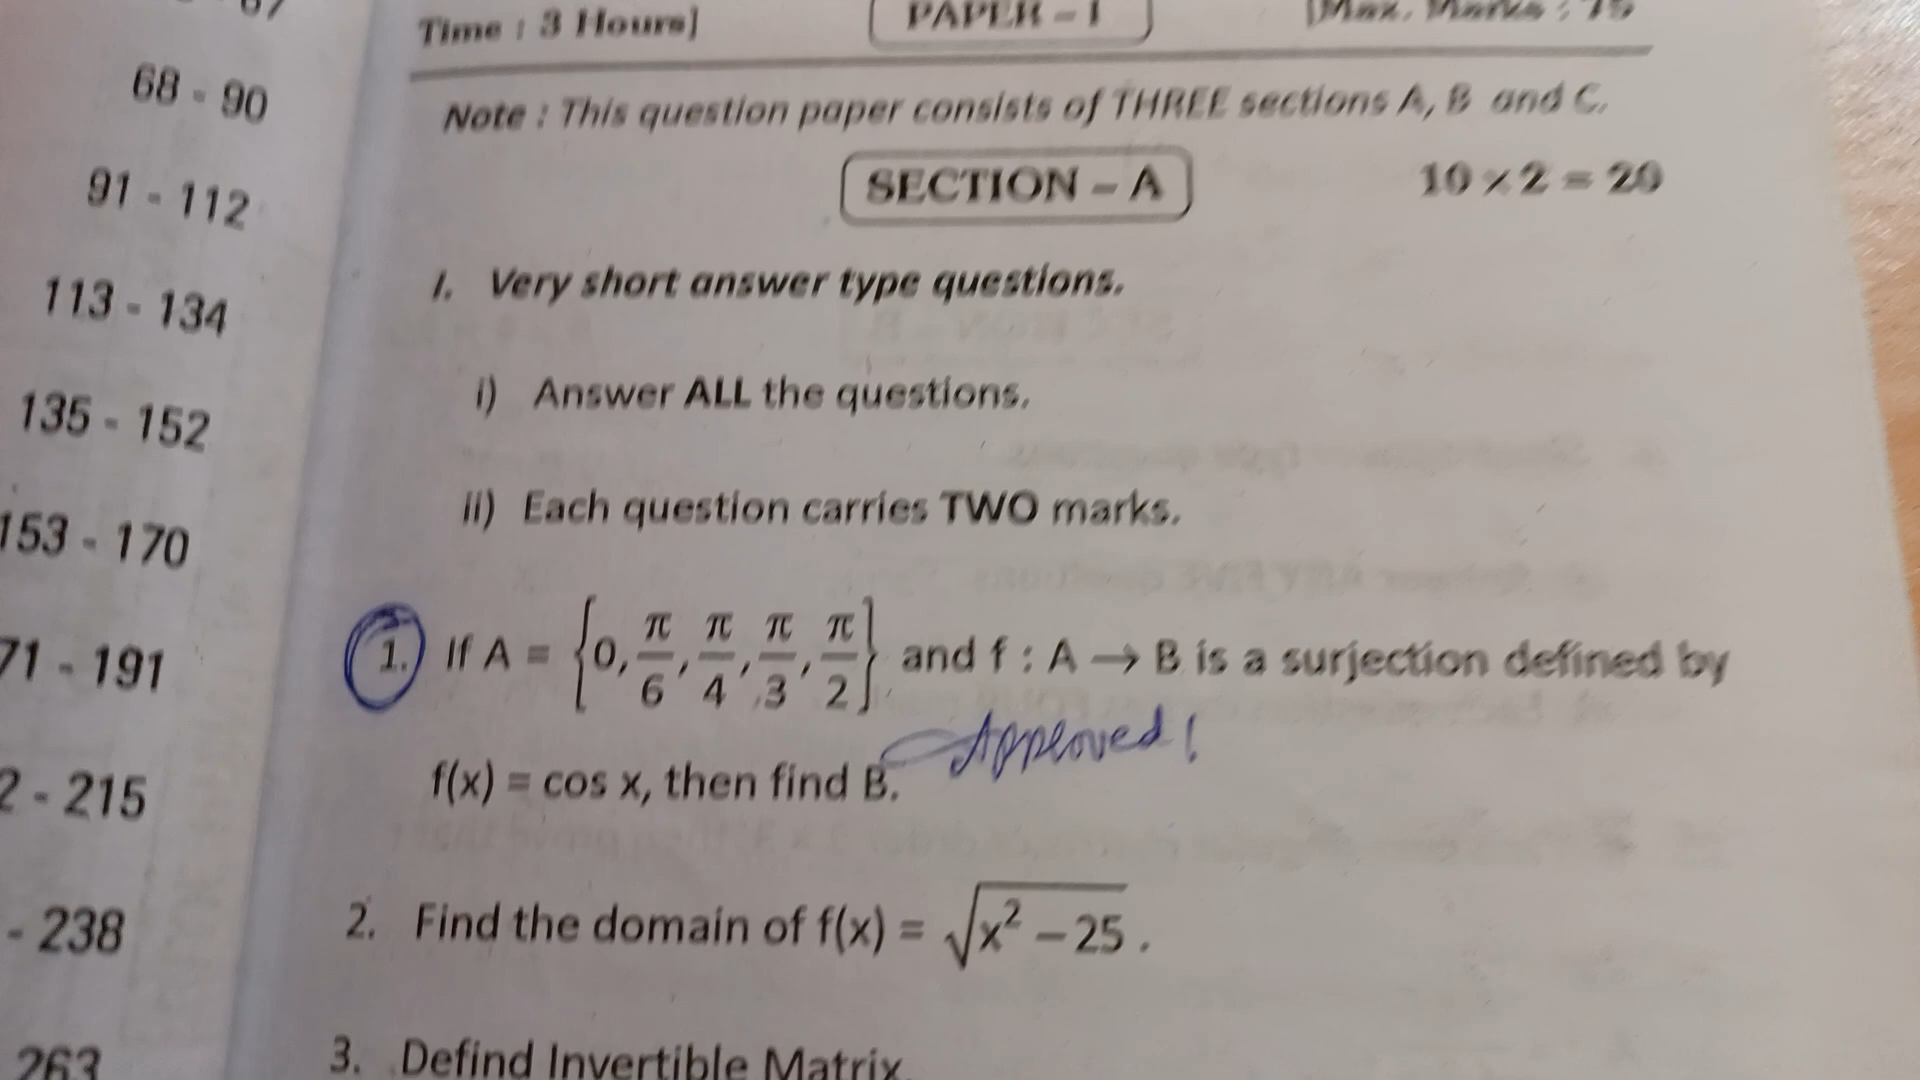 68 - 90
91 - 112
113 - 134
135 - 152
153 - 170
71 - 191
2 - 215
- 238
263
Time : 3 Hours]
PAPER – I
[Max. Marks : 75
Note : This question paper consists of THREE sections A, B and C.
SECTION – A
10 × 2 = 20
I. Very short answer type questions.
i) Answer ALL the questions.
ii) Each question carries TWO marks.
1. If A = {0, π/6, π/4, π/3, π/2} and f : A → B is a surjection defined by
f(x) = cos x, then find B.
Approved !
2. Find the domain of f(x) = √(x² – 25) .
3. Defind Invertible Matrix.